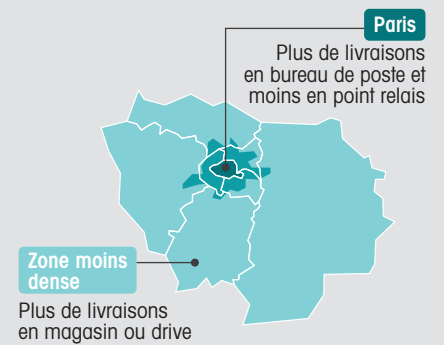 Paris
Plus de livraisons
en bureau de poste et
moins en point relais
Zone moins
dense
Plus de livraisons
en magasin ou drive